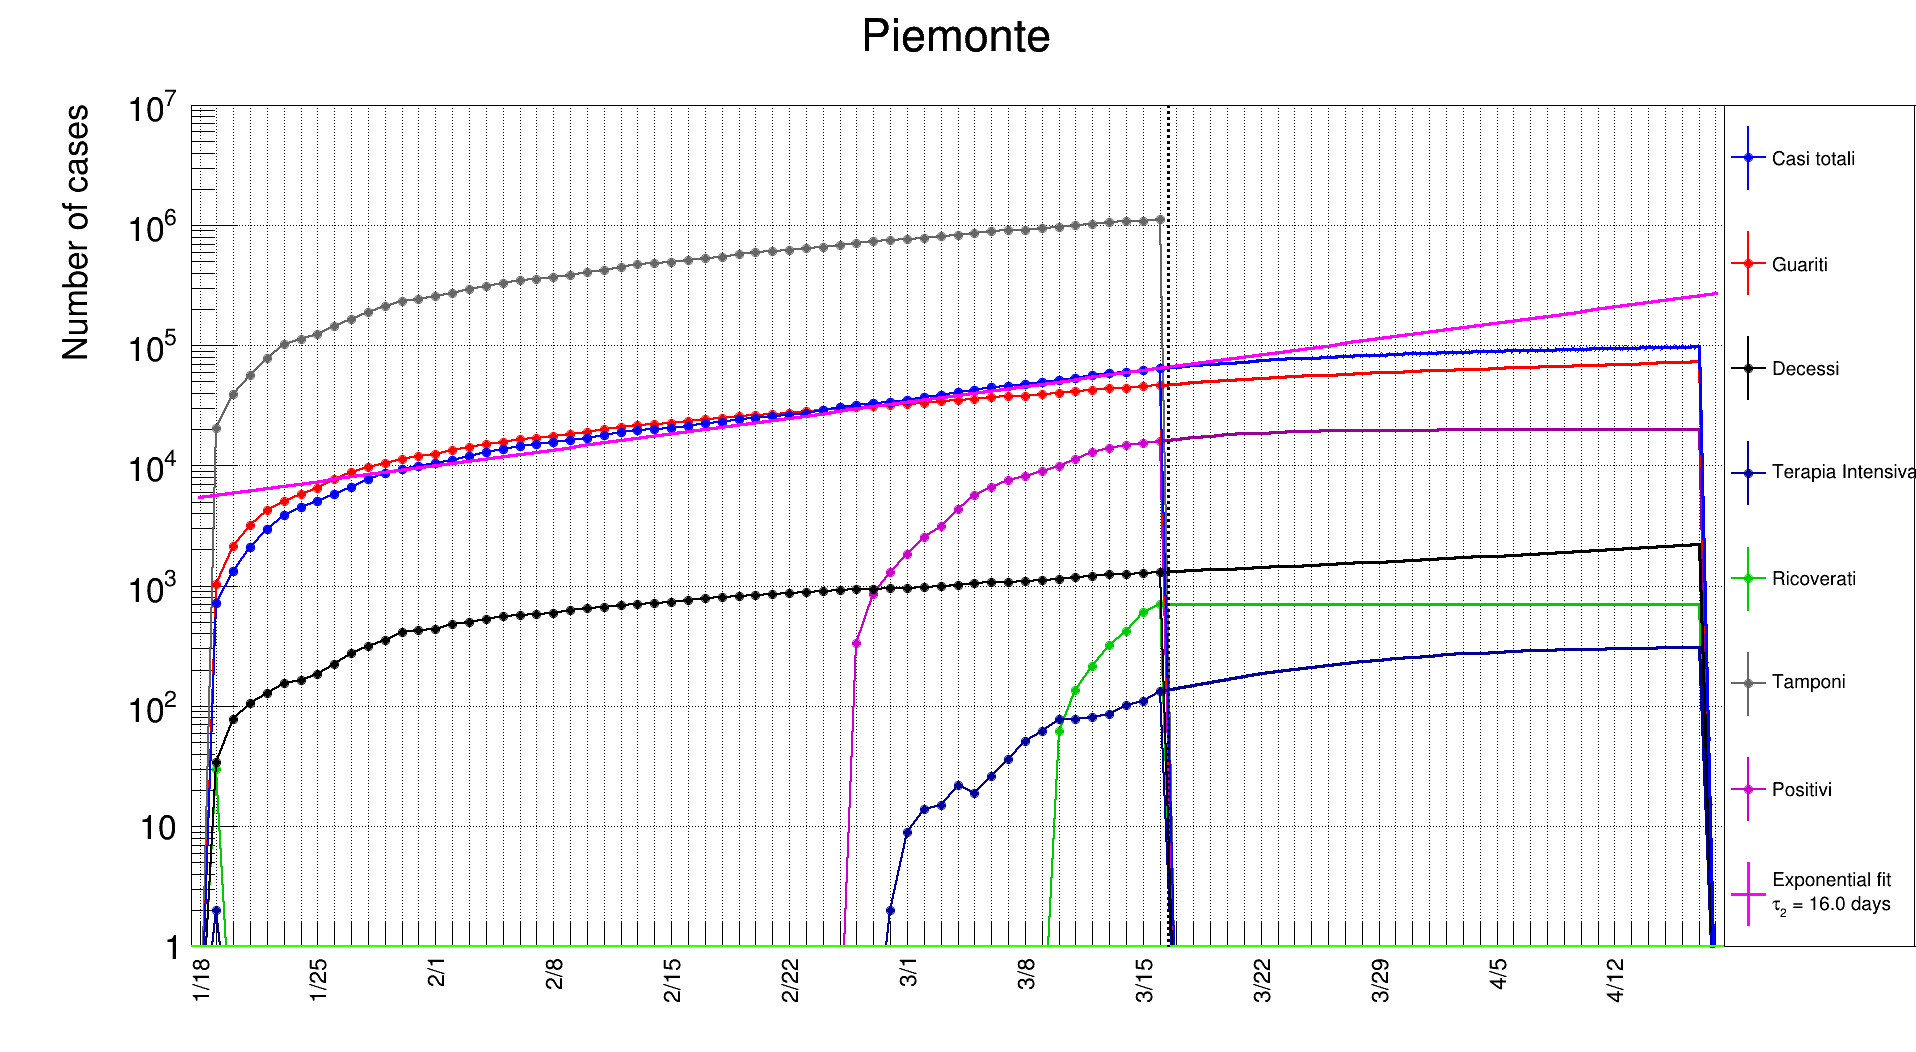 Piemonte
Number of cases
10^7
10^6
10^5
10^4
10^3
10^2
10
1
1/18 1/25 2/1 2/8 2/15 2/22 3/1 3/8 3/15 3/22 3/29 4/5 4/12
Casi totali
Guariti
Decessi
Terapia Intensiva
Ricoverati
Tamponi
Positivi
Exponential fit
τ₂ = 16.0 days